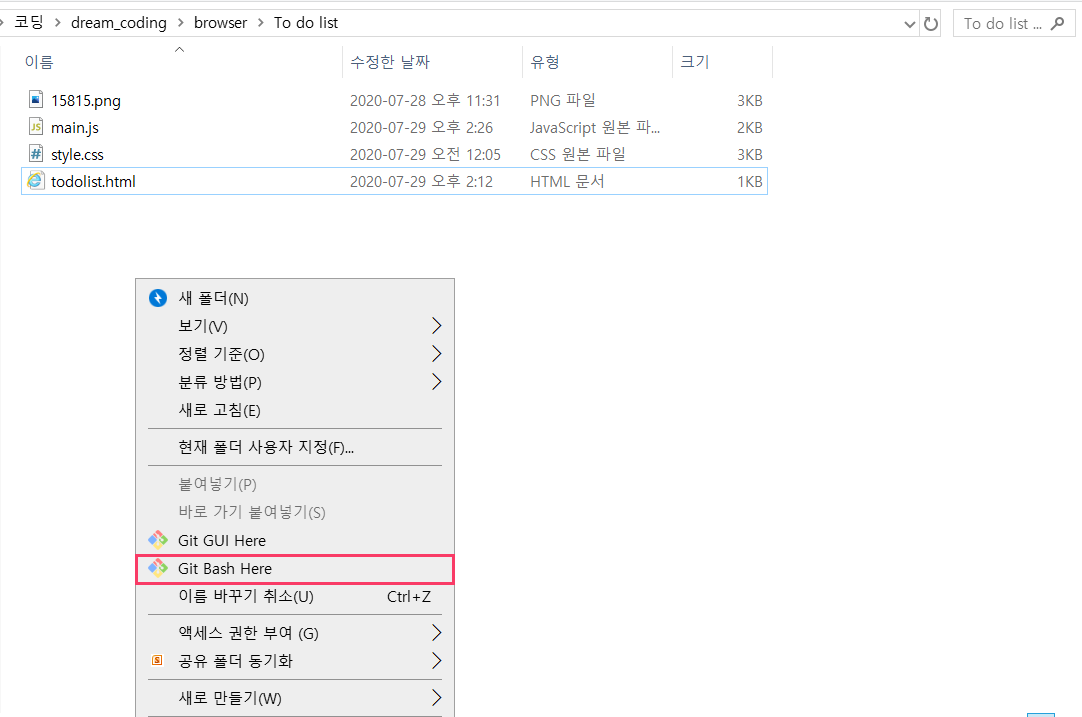 코딩 > dream_coding > browser > To do list
To do list ...
이름 수정한 날짜 유형 크기
15815.png 2020-07-28 오후 11:31 PNG 파일 3KB
main.js 2020-07-29 오후 2:26 JavaScript 원본 파... 2KB
style.css 2020-07-29 오전 12:05 CSS 원본 파일 3KB
todolist.html 2020-07-29 오후 2:12 HTML 문서 1KB
새 폴더(N)
보기(V)
정렬 기준(O)
분류 방법(P)
새로 고침(E)
현재 폴더 사용자 지정(F)...
붙여넣기(P)
바로 가기 붙여넣기(S)
Git GUI Here
Git Bash Here
이름 바꾸기 취소(U) Ctrl+Z
액세스 권한 부여 (G)
공유 폴더 동기화
새로 만들기(W)